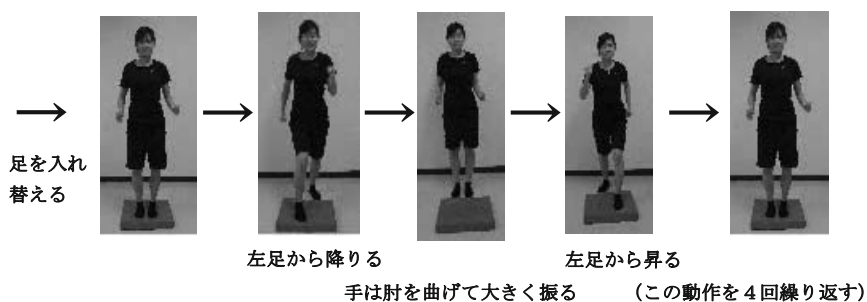 足を入れ
替える
左足から降りる
左足から昇る
手は肘を曲げて大きく振る
（この動作を４回繰り返す）